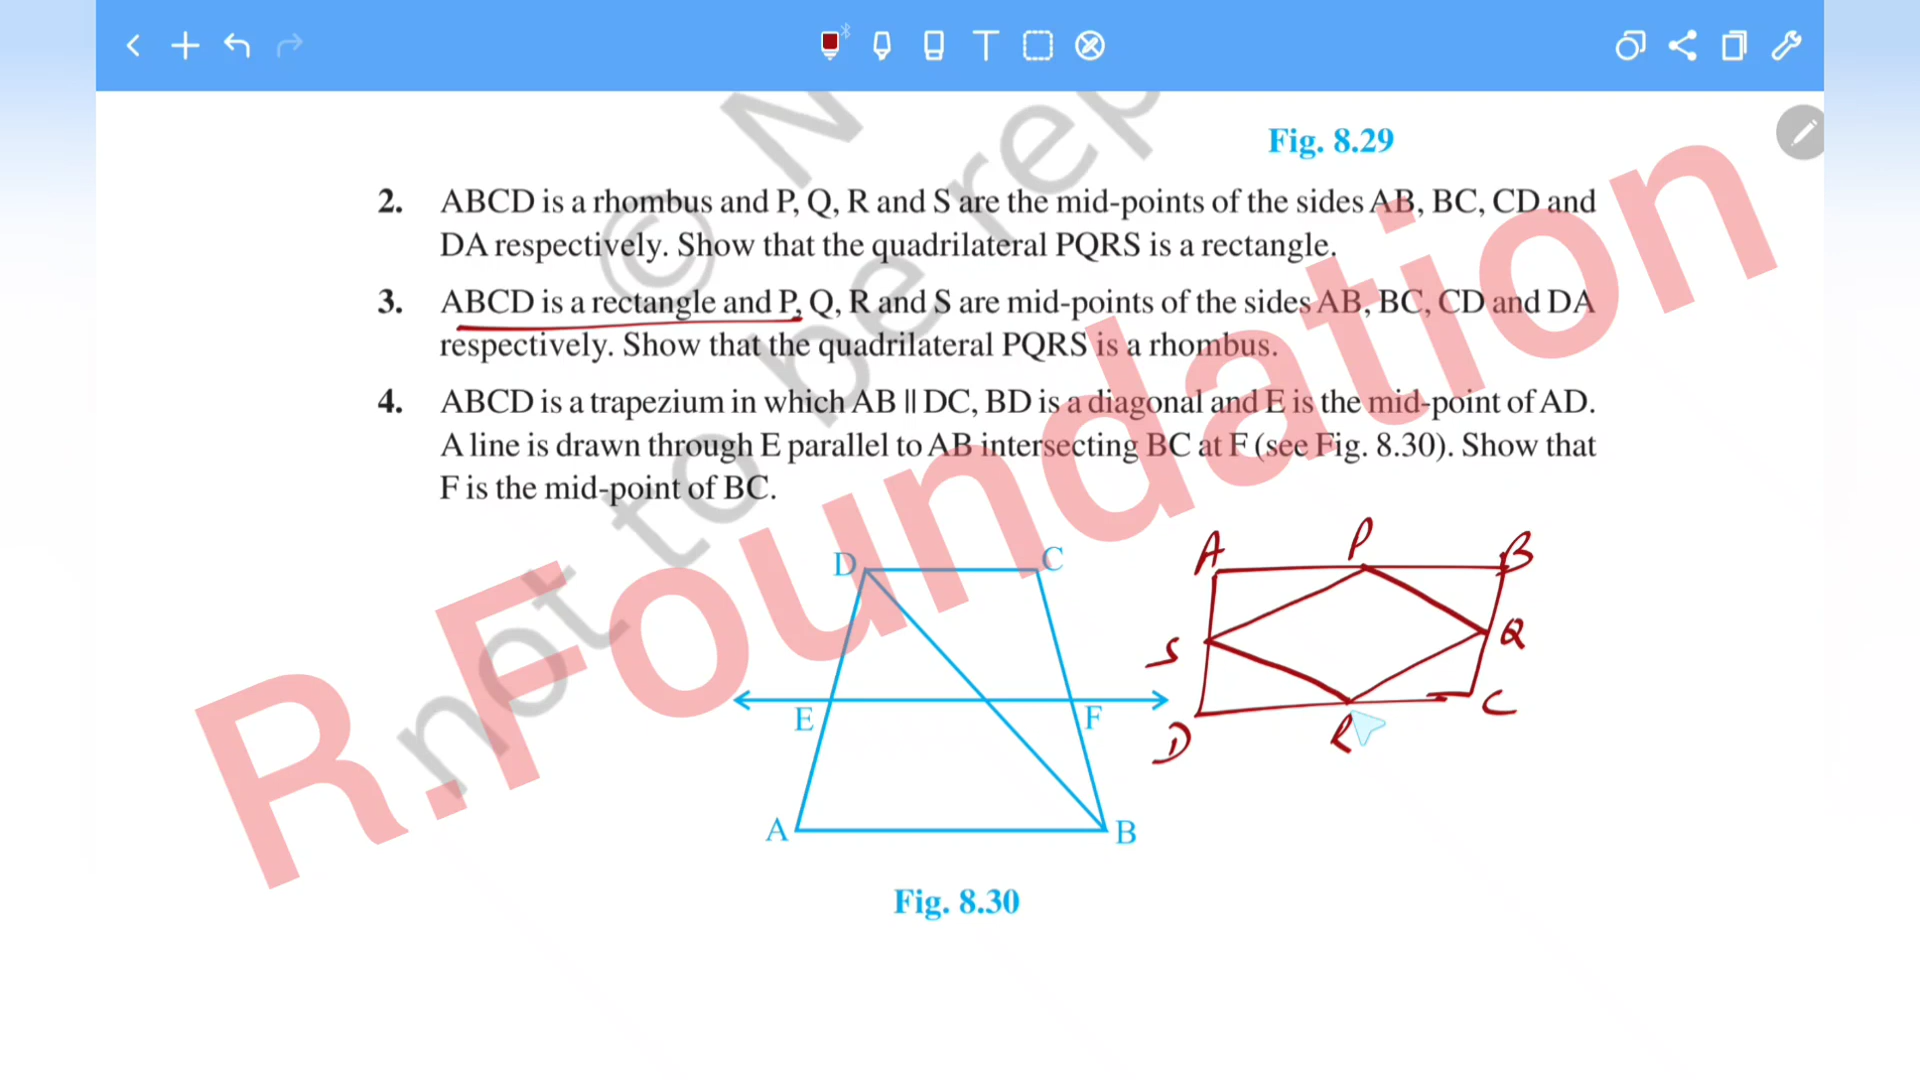 Fig. 8.29
2. ABCD is a rhombus and P, Q, R and S are the mid-points of the sides AB, BC, CD and
DA respectively. Show that the quadrilateral PQRS is a rectangle.
3. ABCD is a rectangle and P, Q, R and S are mid-points of the sides AB, BC, CD and DA
respectively. Show that the quadrilateral PQRS is a rhombus.
4. ABCD is a trapezium in which AB || DC, BD is a diagonal and E is the mid-point of AD.
A line is drawn through E parallel to AB intersecting BC at F (see Fig. 8.30). Show that
F is the mid-point of BC.
D C
E F
A B
Fig. 8.30
A P B
S Q
D R C
R.Foundation
© N
not to be rep